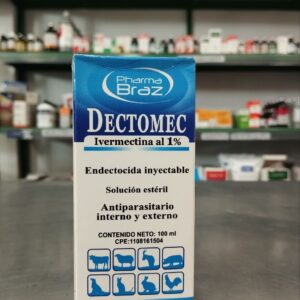 Pharma
Braz
DECTOMEC
Ivermectina al 1%
Endectocida inyectable
Solución estéril
Antiparasitario
interno y externo
CONTENIDO NETO: 100 ml
CPE:1108161504